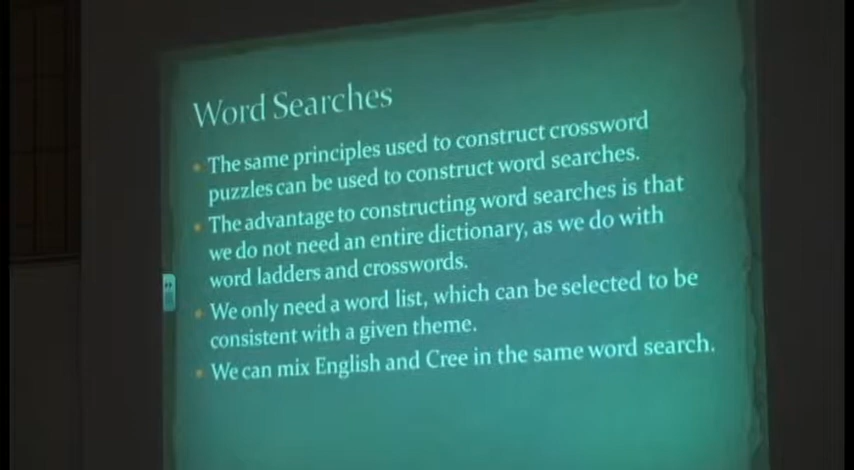 Word Searches
The same principles used to construct crossword
puzzles can be used to construct word searches.
The advantage to constructing word searches is that
we do not need an entire dictionary, as we do with
word ladders and crosswords.
We only need a word list, which can be selected to be
consistent with a given theme.
We can mix English and Cree in the same word search.